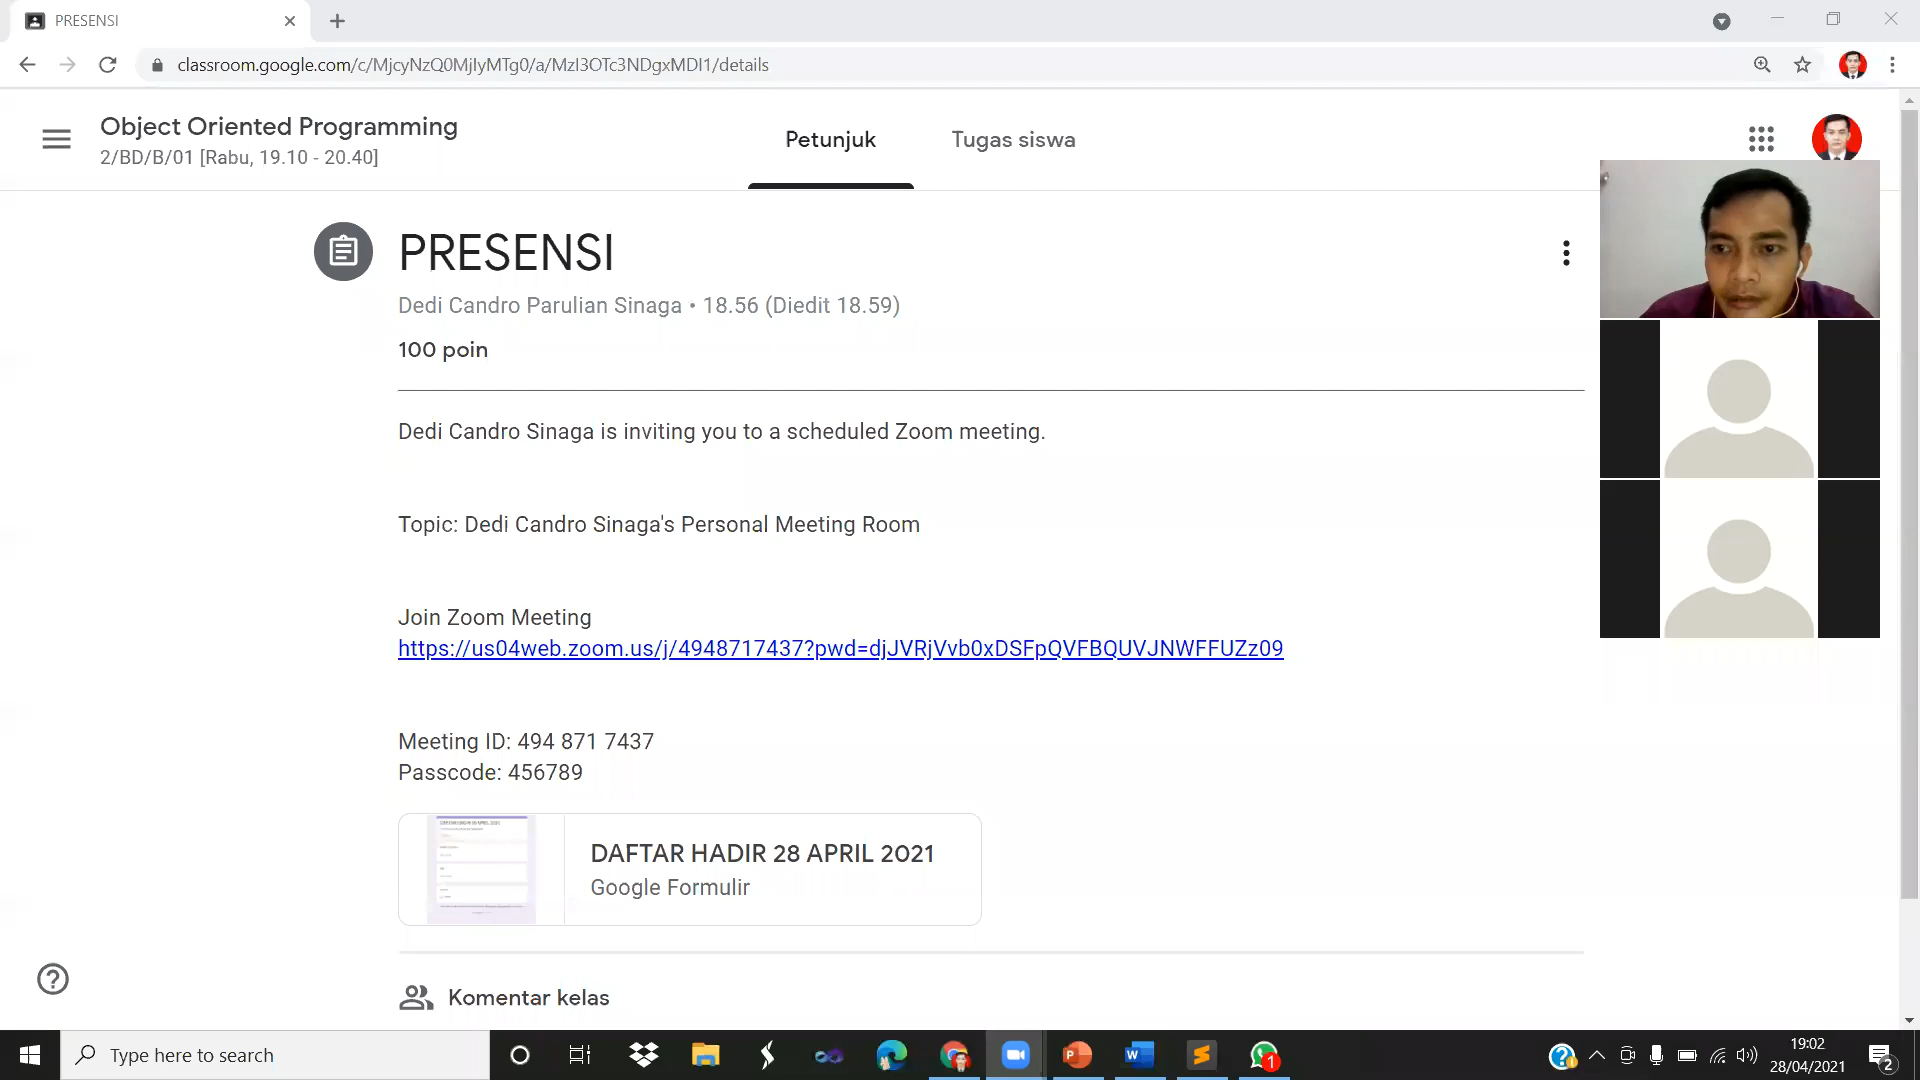 PRESENSI
classroom.google.com/c/MjcyNzQ0MjIyMTg0/a/MzI3OTc3NDgxMDI1/details
Object Oriented Programming
2/BD/B/01 [Rabu, 19.10 - 20.40]
Petunjuk
Tugas siswa
PRESENSI
Dedi Candro Parulian Sinaga • 18.56 (Diedit 18.59)
100 poin
Dedi Candro Sinaga is inviting you to a scheduled Zoom meeting.
Topic: Dedi Candro Sinaga's Personal Meeting Room
Join Zoom Meeting
https://us04web.zoom.us/j/4948717437?pwd=djJVRjVvb0xDSFpQVFBQUVJNWFFUZz09
Meeting ID: 494 871 7437
Passcode: 456789
DAFTAR HADIR 28 APRIL 2021
Google Formulir
Komentar kelas
Type here to search
1
19:02
28/04/2021
2